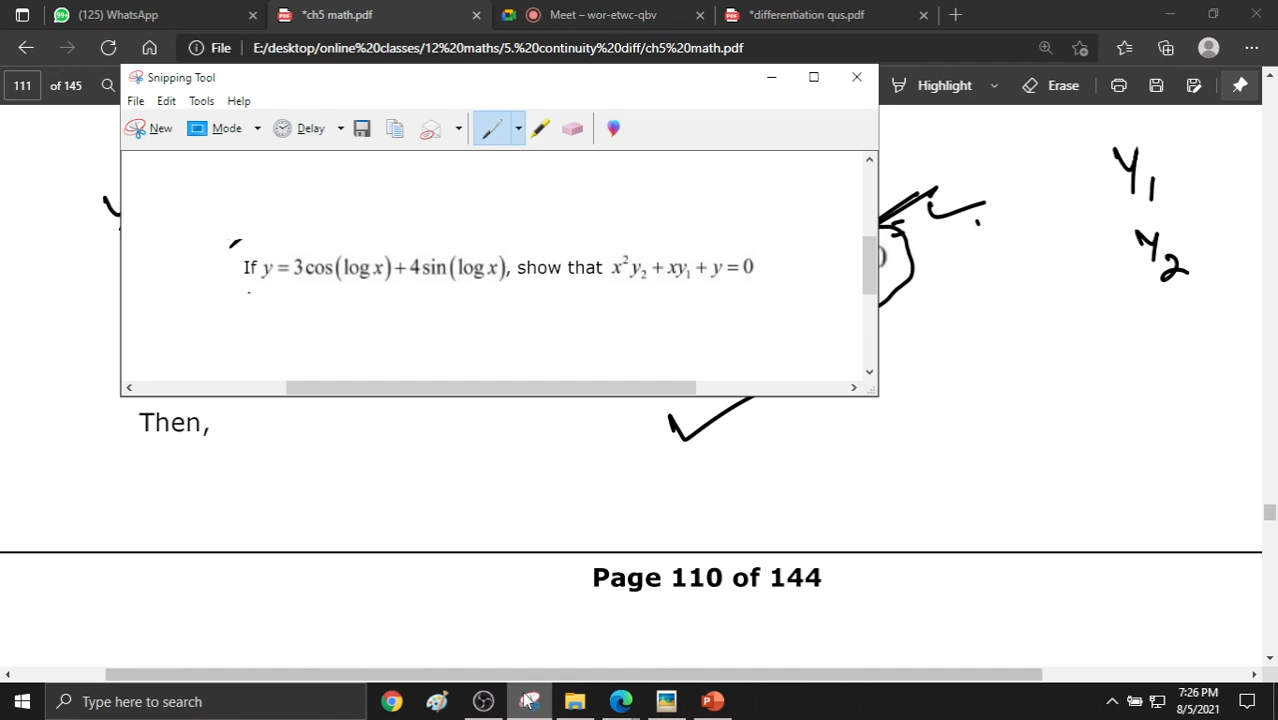 (125) WhatsApp
*ch5 math.pdf
Meet – wor-etwc-qbv
*differentiation qus.pdf
File E:/desktop/online%20classes/12%20maths/5.%20continuity%20diff/ch5%20math.pdf
111 of 145
Highlight
Erase
Snipping Tool
File Edit Tools Help
New Mode Delay
If y = 3cos(log x) + 4sin(log x), show that x²y₂ + xy₁ + y = 0
)
y₁
y₂
Then,
Page 110 of 144
Type here to search
7:26 PM
8/5/2021